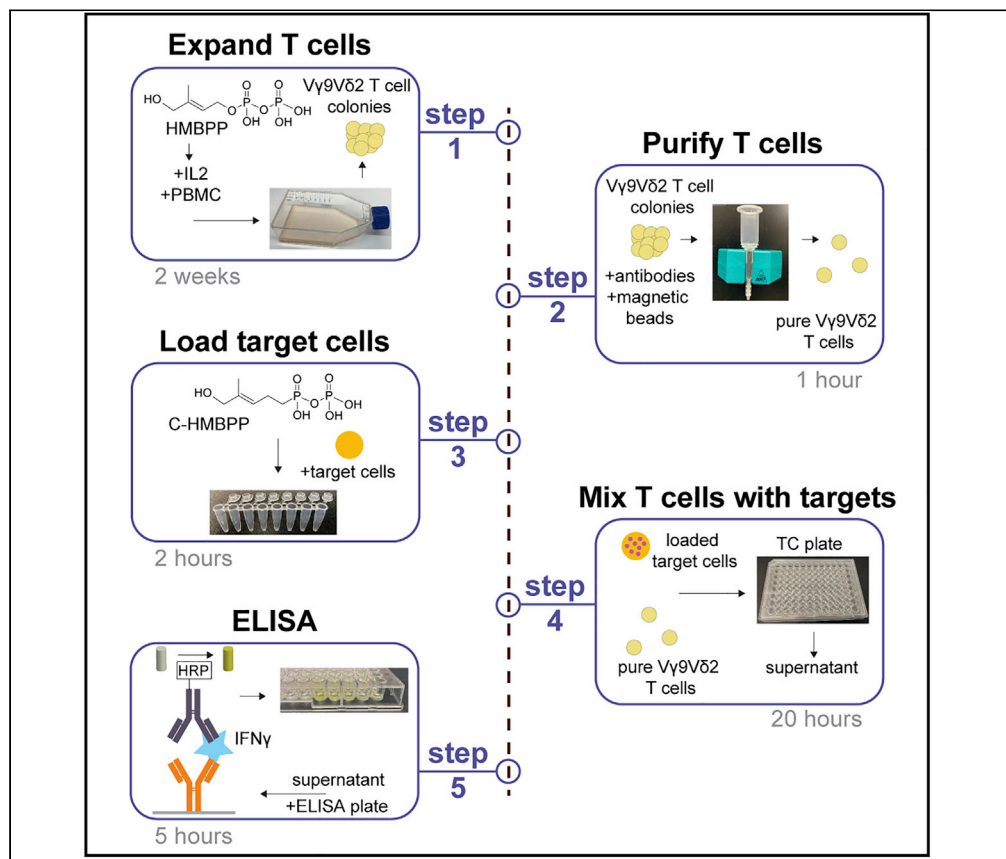 Expand T cells
HO
O
P
O
OH
O
P
OH
OH
HMBPP
+IL2
+PBMC
Vγ9Vδ2 T cell
colonies
2 weeks
step
1
Purify T cells
Vγ9Vδ2 T cell
colonies
+antibodies
+magnetic
beads
pure Vγ9Vδ2
T cells
1 hour
step
2
Load target cells
HO
O
P
OH
O
O
P
OH
OH
C-HMBPP
+target cells
2 hours
step
3
Mix T cells with targets
loaded
target cells
TC plate
pure Vγ9Vδ2
T cells
supernatant
20 hours
step
4
ELISA
HRP
IFNγ
supernatant
+ELISA plate
5 hours
step
5